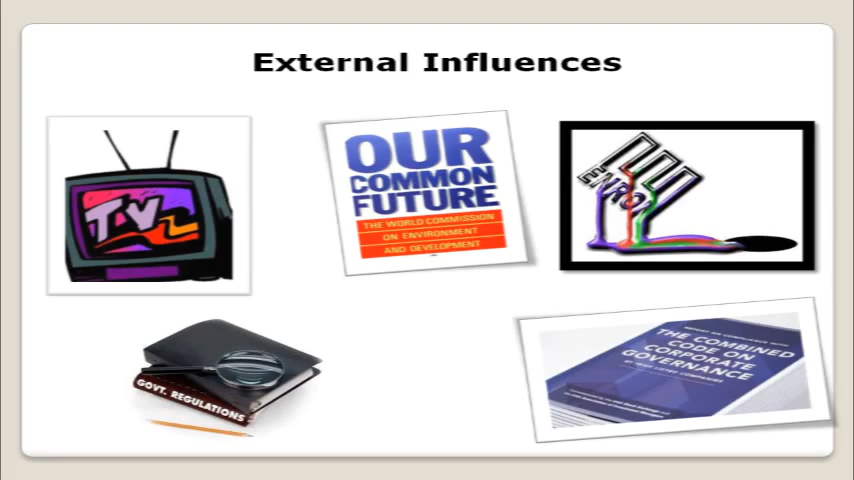 External Influences
TV
OUR
COMMON
FUTURE
THE WORLD COMMISSION
ON ENVIRONMENT
AND DEVELOPMENT
ENRON
GOVT. REGULATIONS
THE COMBINED
CODE ON
CORPORATE
GOVERNANCE